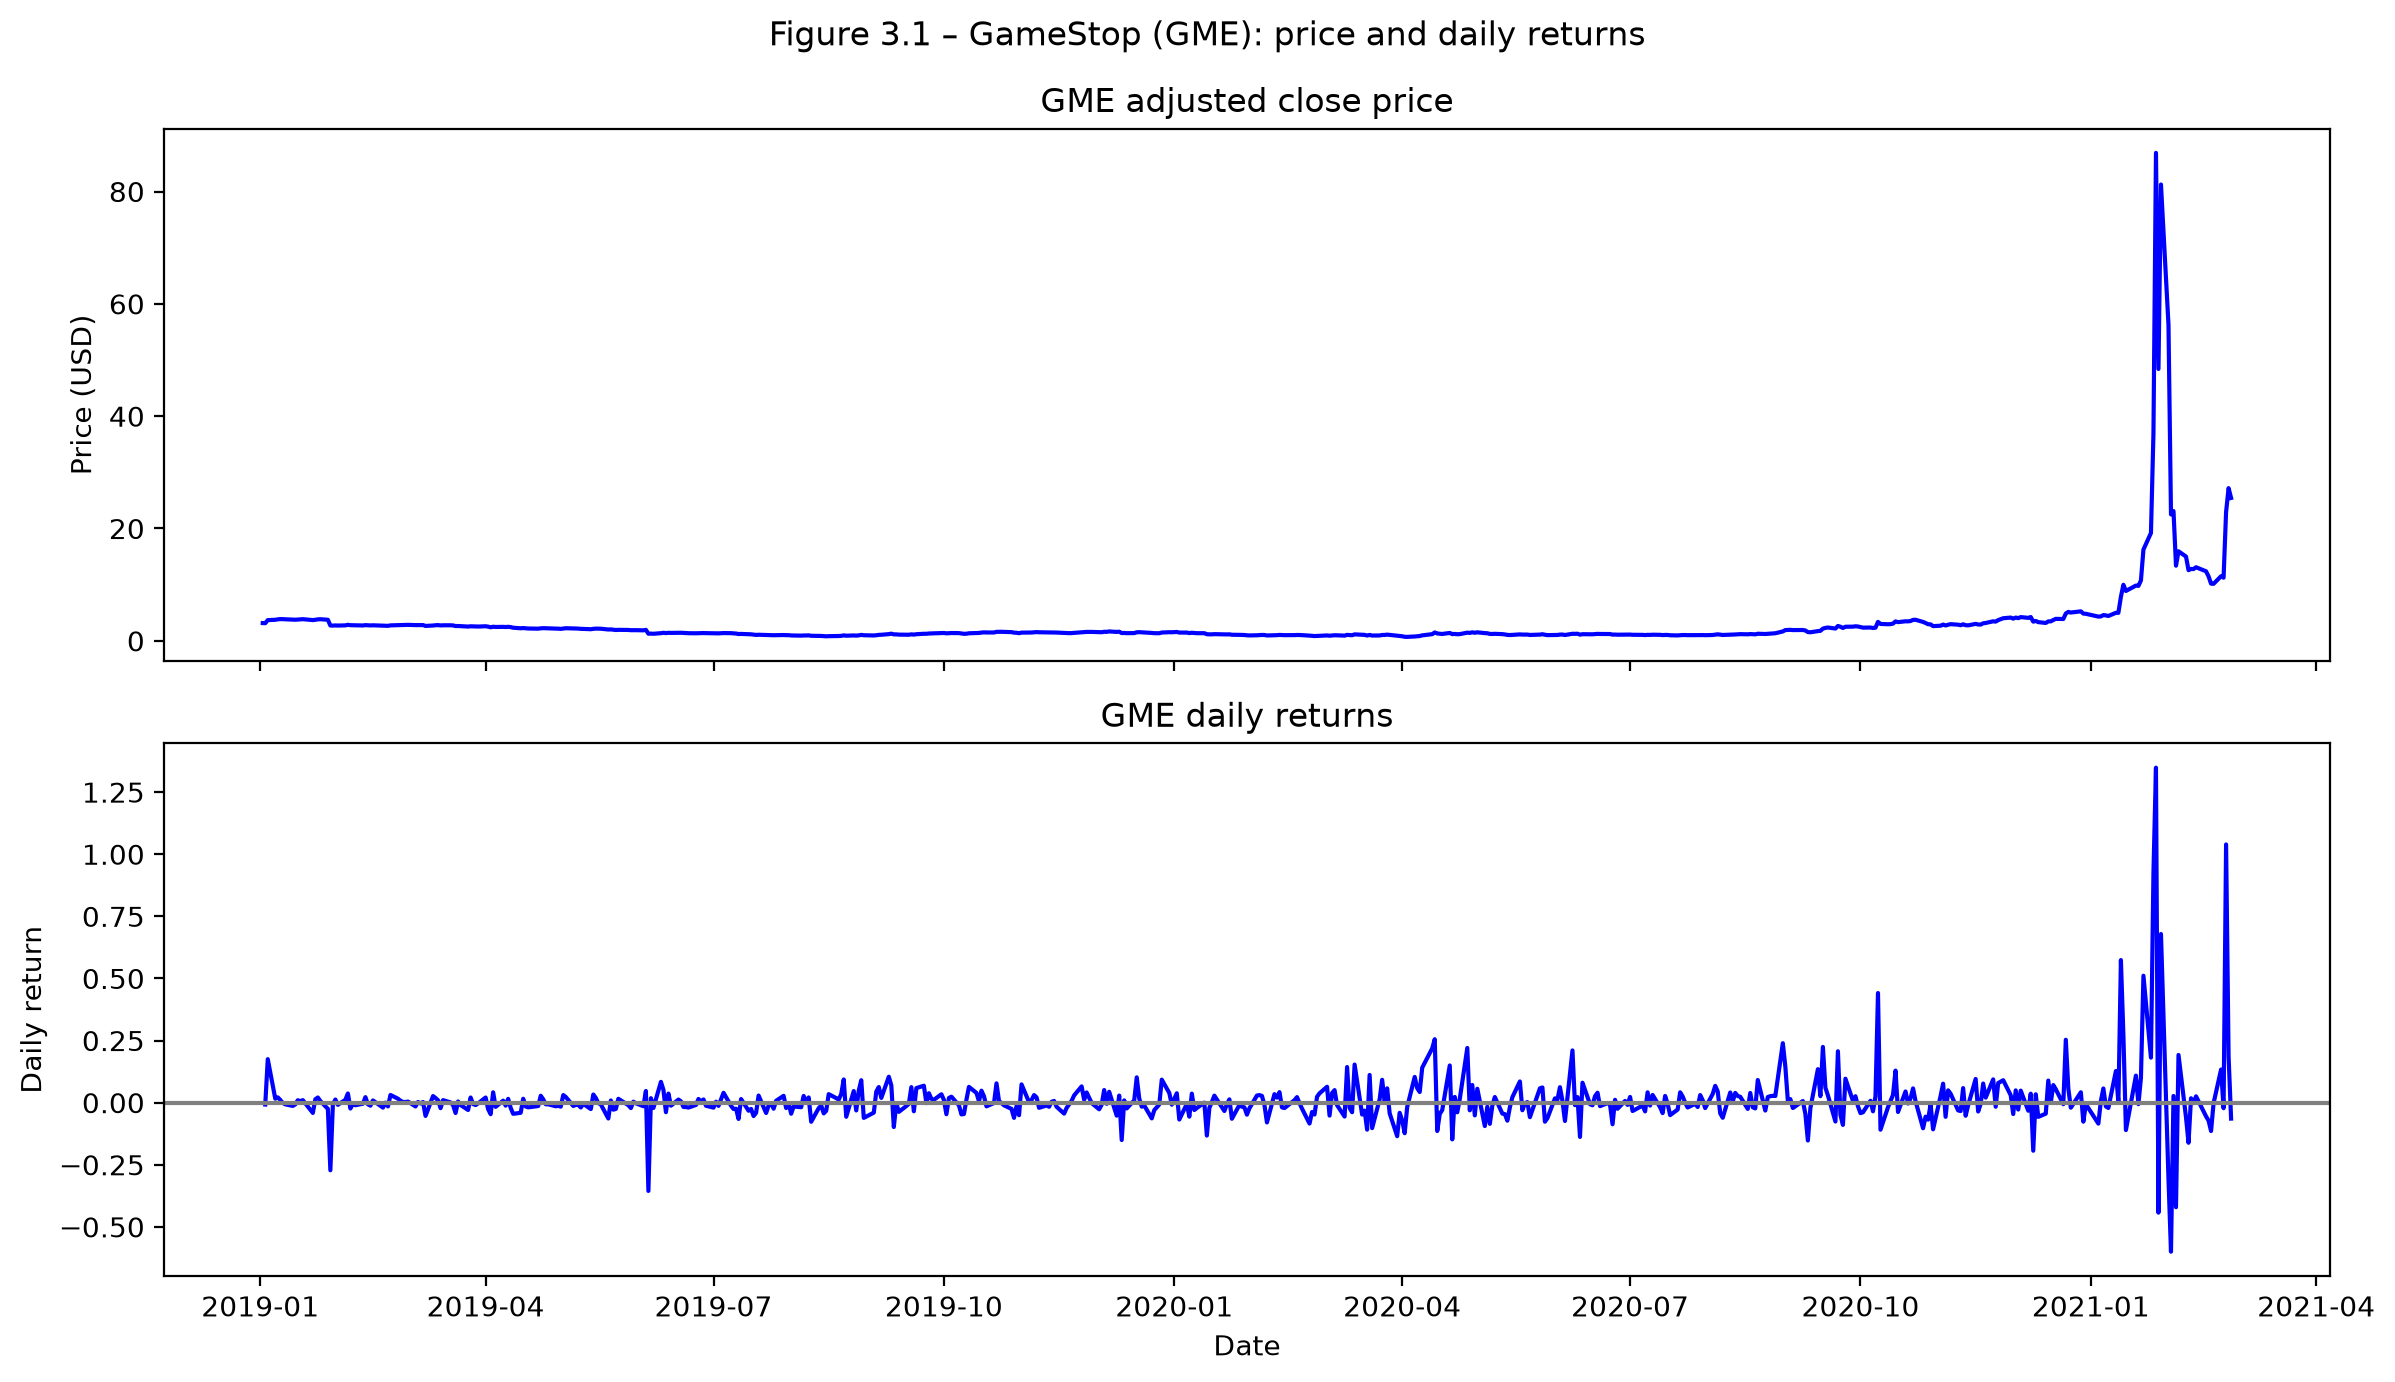 Figure 3.1 – GameStop (GME): price and daily returns
GME adjusted close price
80
60
40
20
0
Price (USD)
GME daily returns
1.25
1.00
0.75
0.50
0.25
0.00
−0.25
−0.50
Daily return
2019-01 2019-04 2019-07 2019-10 2020-01 2020-04 2020-07 2020-10 2021-01 2021-04
Date